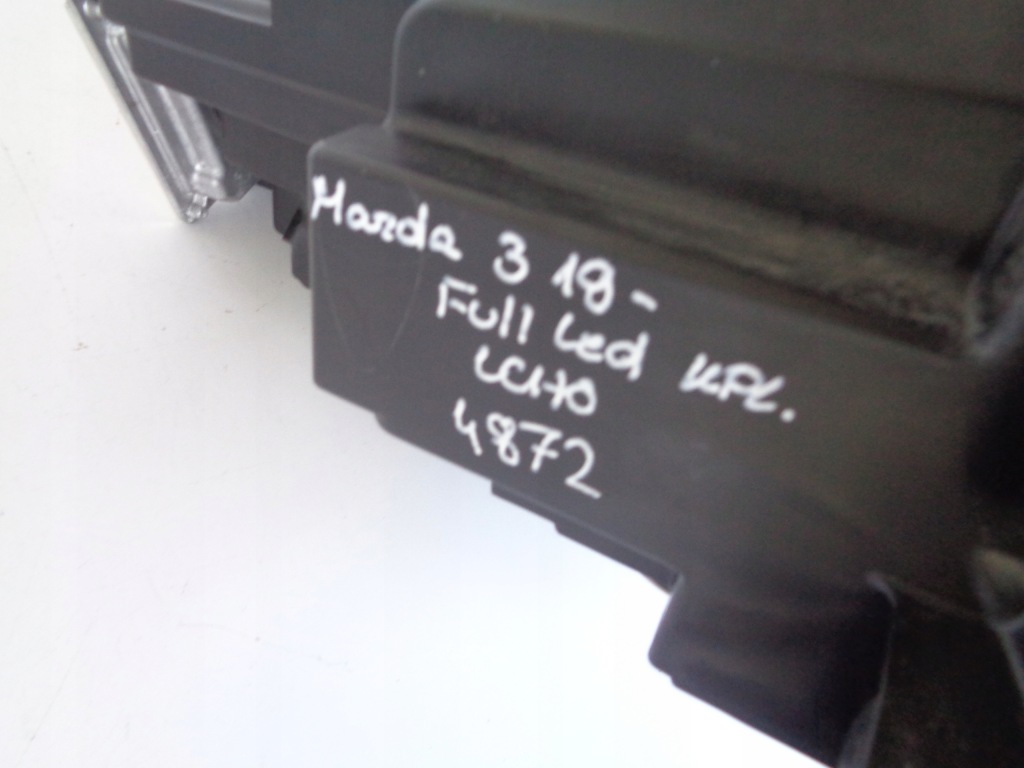 Mazda 3 19-
Full Led KPL.
4872